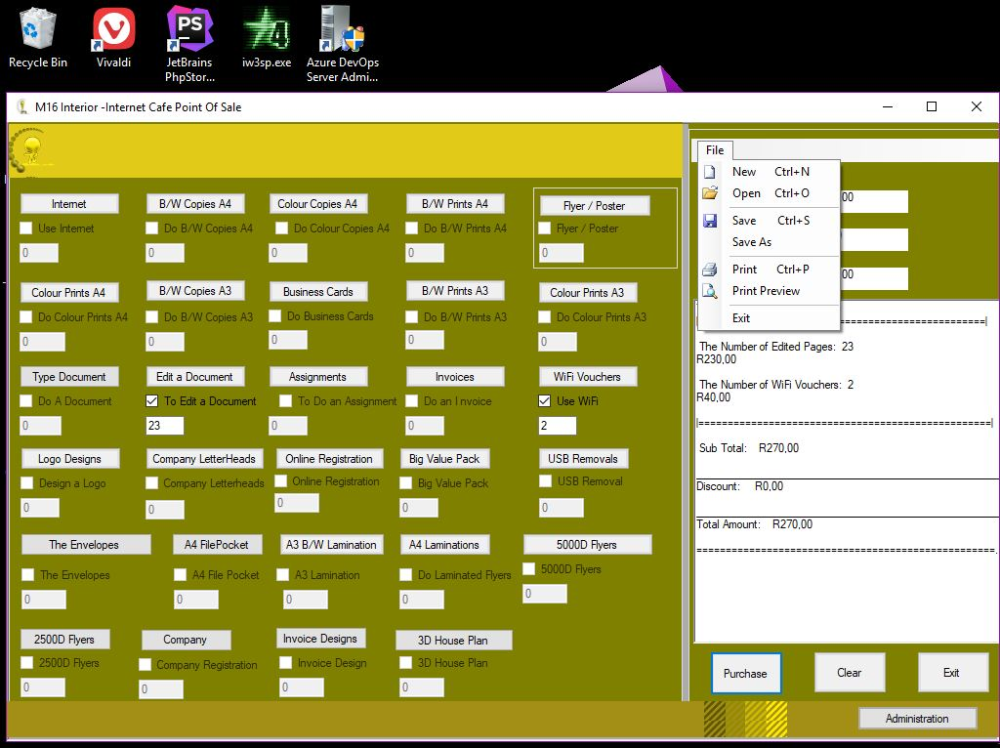 Recycle Bin
Vivaldi
JetBrains
PhpStor...
iw3sp.exe
Azure DevOps
Server Admi...
PS
4
M16 Interior -Internet Cafe Point Of Sale
Internet
B/W Copies A4
Colour Copies A4
B/W Prints A4
Flyer / Poster
Use Internet
Do B/W Copies A4
Do Colour Copies A4
Do B/W Prints A4
Flyer / Poster
0 0 0 0 0
Colour Prints A4
B/W Copies A3
Business Cards
B/W Prints A3
Colour Prints A3
Do Colour Prints A4
Do B/W Copies A3
Do Business Cards
Do B/W Prints A3
Do Colour Prints A3
0 0 0 0 0
Type Document
Edit a Document
Assignments
Invoices
WiFi Vouchers
Do A Document
To Edit a Document
To Do an Assignment
Do an Invoice
Use WiFi
0 23 0 0 2
Logo Designs
Company LetterHeads
Online Registration
Big Value Pack
USB Removals
Design a Logo
Company Letterheads
Online Registration
Big Value Pack
USB Removal
0 0 0 0 0
The Envelopes
A4 FilePocket
A3 B/W Lamination
A4 Laminations
5000D Flyers
The Envelopes
A4 File Pocket
A3 Lamination
Do Laminated Flyers
5000D Flyers
0 0 0 0 0
2500D Flyers
Company
Invoice Designs
3D House Plan
2500D Flyers
Company Registration
Invoice Design
3D House Plan
0 0 0 0
File
New Ctrl+N
Open Ctrl+O
Save Ctrl+S
Save As
Print Ctrl+P
Print Preview
Exit
00
00
The Number of Edited Pages: 23
R230,00
The Number of WiFi Vouchers: 2
R40,00
Sub Total: R270,00
Discount: R0,00
Total Amount: R270,00
Purchase
Clear
Exit
Administration